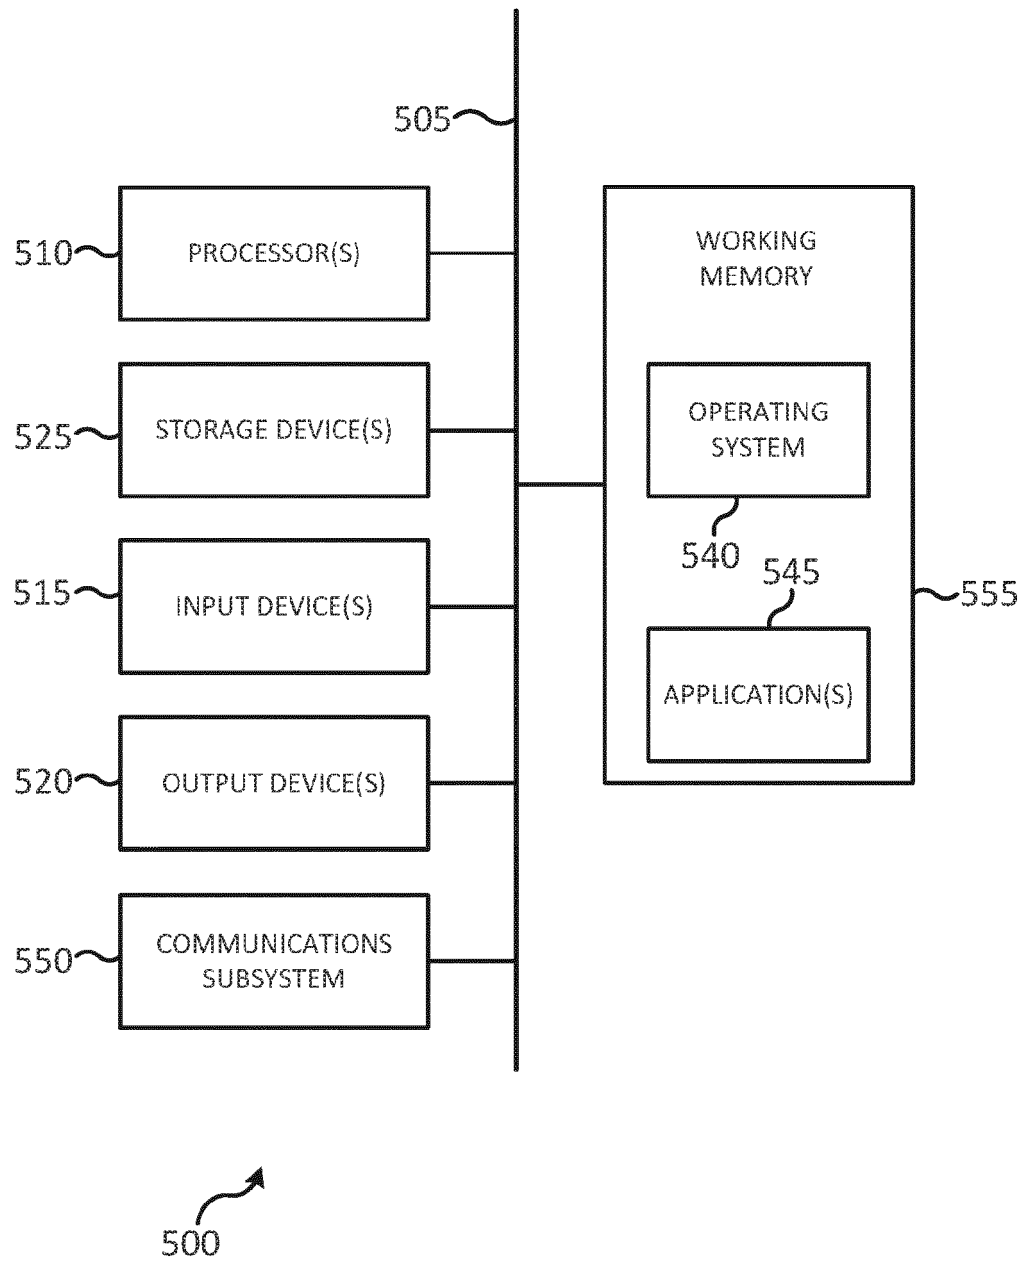 505
510
PROCESSOR(S)
525
STORAGE DEVICE(S)
515
INPUT DEVICE(S)
520
OUTPUT DEVICE(S)
550
COMMUNICATIONS
SUBSYSTEM
WORKING
MEMORY
OPERATING
SYSTEM
540
545
APPLICATION(S)
555
500